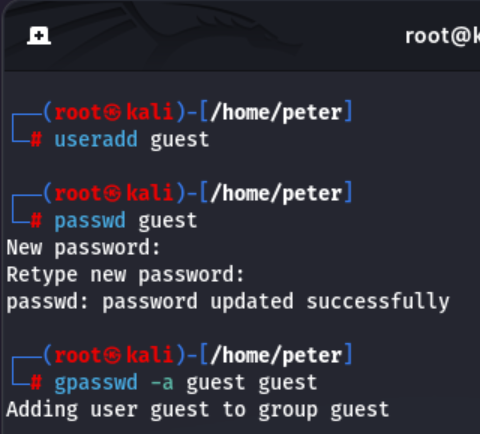 root@k
┌──(root㉿kali)-[/home/peter]
└─# useradd guest
┌──(root㉿kali)-[/home/peter]
└─# passwd guest
New password:
Retype new password:
passwd: password updated successfully
┌──(root㉿kali)-[/home/peter]
└─# gpasswd -a guest guest
Adding user guest to group guest